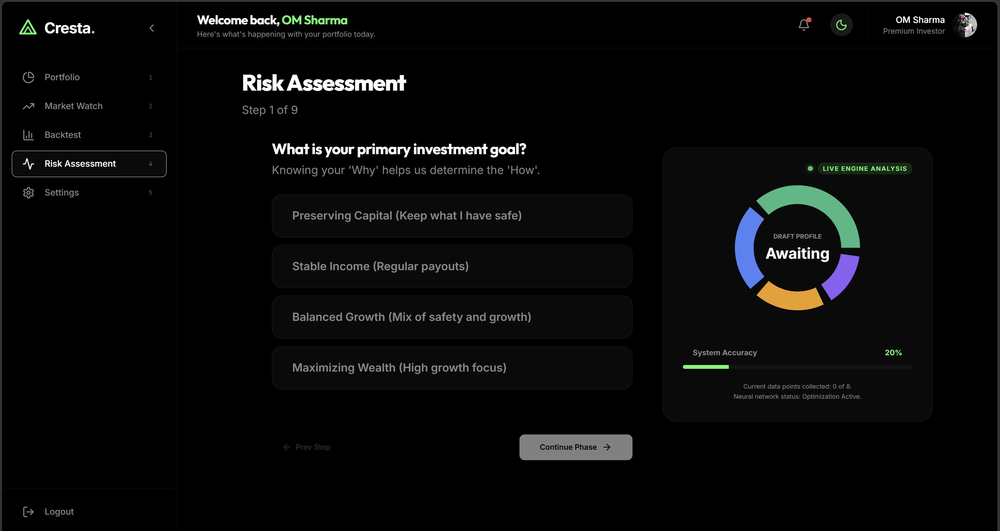 Cresta.
Portfolio 1
Market Watch 2
Backtest 3
Risk Assessment 4
Settings 5
Logout
Welcome back, OM Sharma
Here's what's happening with your portfolio today.
OM Sharma
Premium Investor
Risk Assessment
Step 1 of 9
What is your primary investment goal?
Knowing your 'Why' helps us determine the 'How'.
Preserving Capital (Keep what I have safe)
Stable Income (Regular payouts)
Balanced Growth (Mix of safety and growth)
Maximizing Wealth (High growth focus)
Prev Step
Continue Phase
LIVE ENGINE ANALYSIS
DRAFT PROFILE
Awaiting
System Accuracy 20%
Current data points collected: 0 of 8.
Neural network status: Optimization Active.